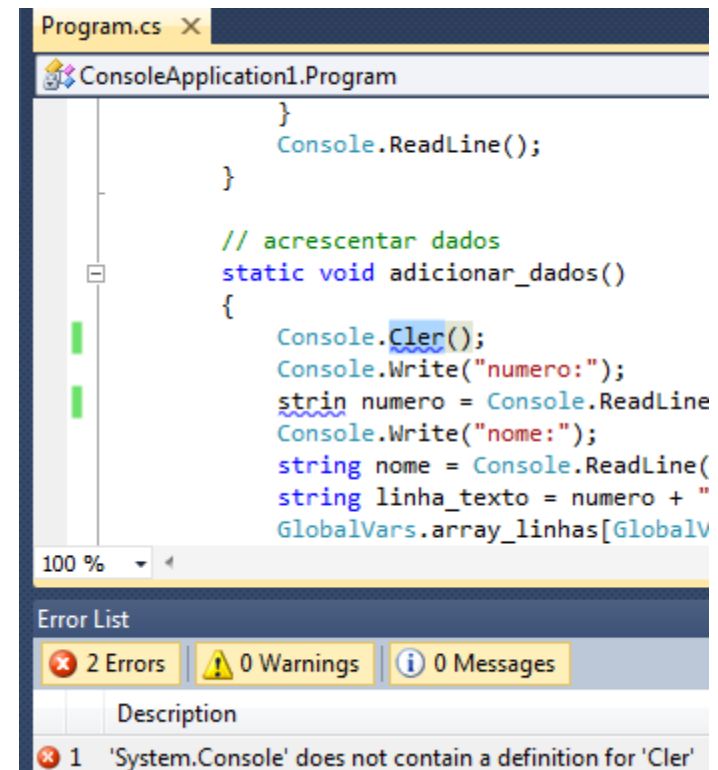 Program.cs ×
ConsoleApplication1.Program
}
Console.ReadLine();
}
// acrescentar dados
static void adicionar_dados()
{
Console.Cler();
Console.Write("numero:");
strin numero = Console.ReadLine
Console.Write("nome:");
string nome = Console.ReadLine(
string linha_texto = numero + "
GlobalVars.array_linhas[GlobalV
100 %
Error List
2 Errors 0 Warnings 0 Messages
Description
1 'System.Console' does not contain a definition for 'Cler'